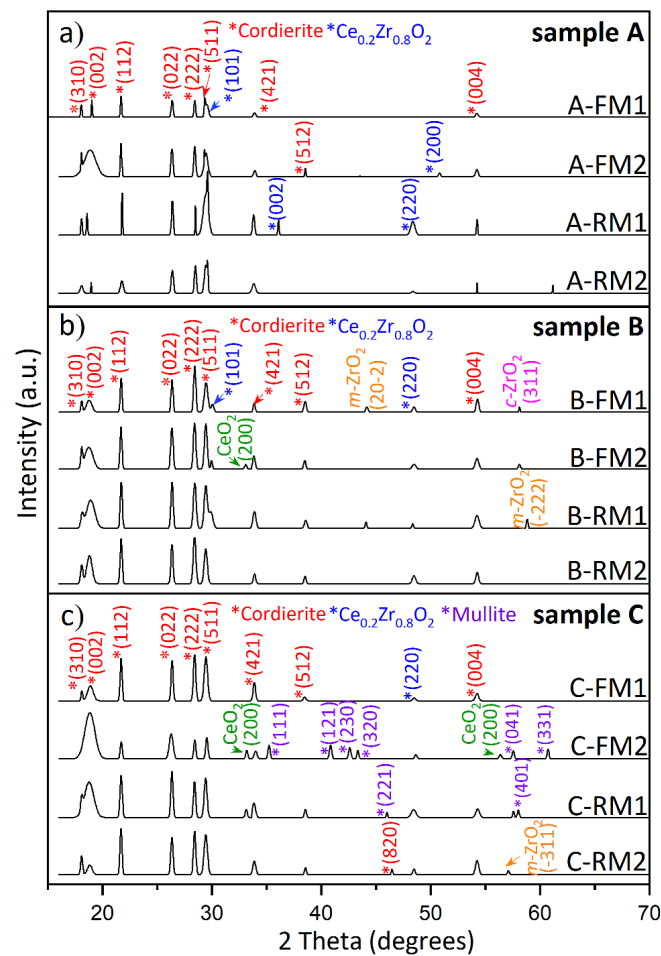 a)
*Cordierite *Ce0.2Zr0.8O2
sample A
*(310)
*(002)
*(112)
*(022)
*(222)
*(511)
*(101)
*(421)
*(004)
A-FM1
*(512)
*(200)
A-FM2
*(002)
*(220)
A-RM1
A-RM2
b)
*Cordierite *Ce0.2Zr0.8O2
sample B
*(310)
*(002)
*(112)
*(022)
*(222)
*(511)
*(101)
*(421)
*(512)
m-ZrO2
(20-2)
*(220)
*(004)
c-ZrO2
(311)
B-FM1
CeO2
(200)
B-FM2
m-ZrO2
(-222)
B-RM1
B-RM2
c)
*Cordierite *Ce0.2Zr0.8O2 *Mullite
sample C
*(310)
*(002)
*(112)
*(022)
*(222)
*(511)
*(421)
*(512)
*(220)
*(004)
C-FM1
CeO2
(200)
*(111)
*(121)
*(230)
*(320)
CeO2
(200)
*(041)
*(331)
C-FM2
*(221)
*(401)
C-RM1
*(820)
m-ZrO2
(-311)
C-RM2
Intensity (a.u.)
20 30 40 50 60 70
2 Theta (degrees)